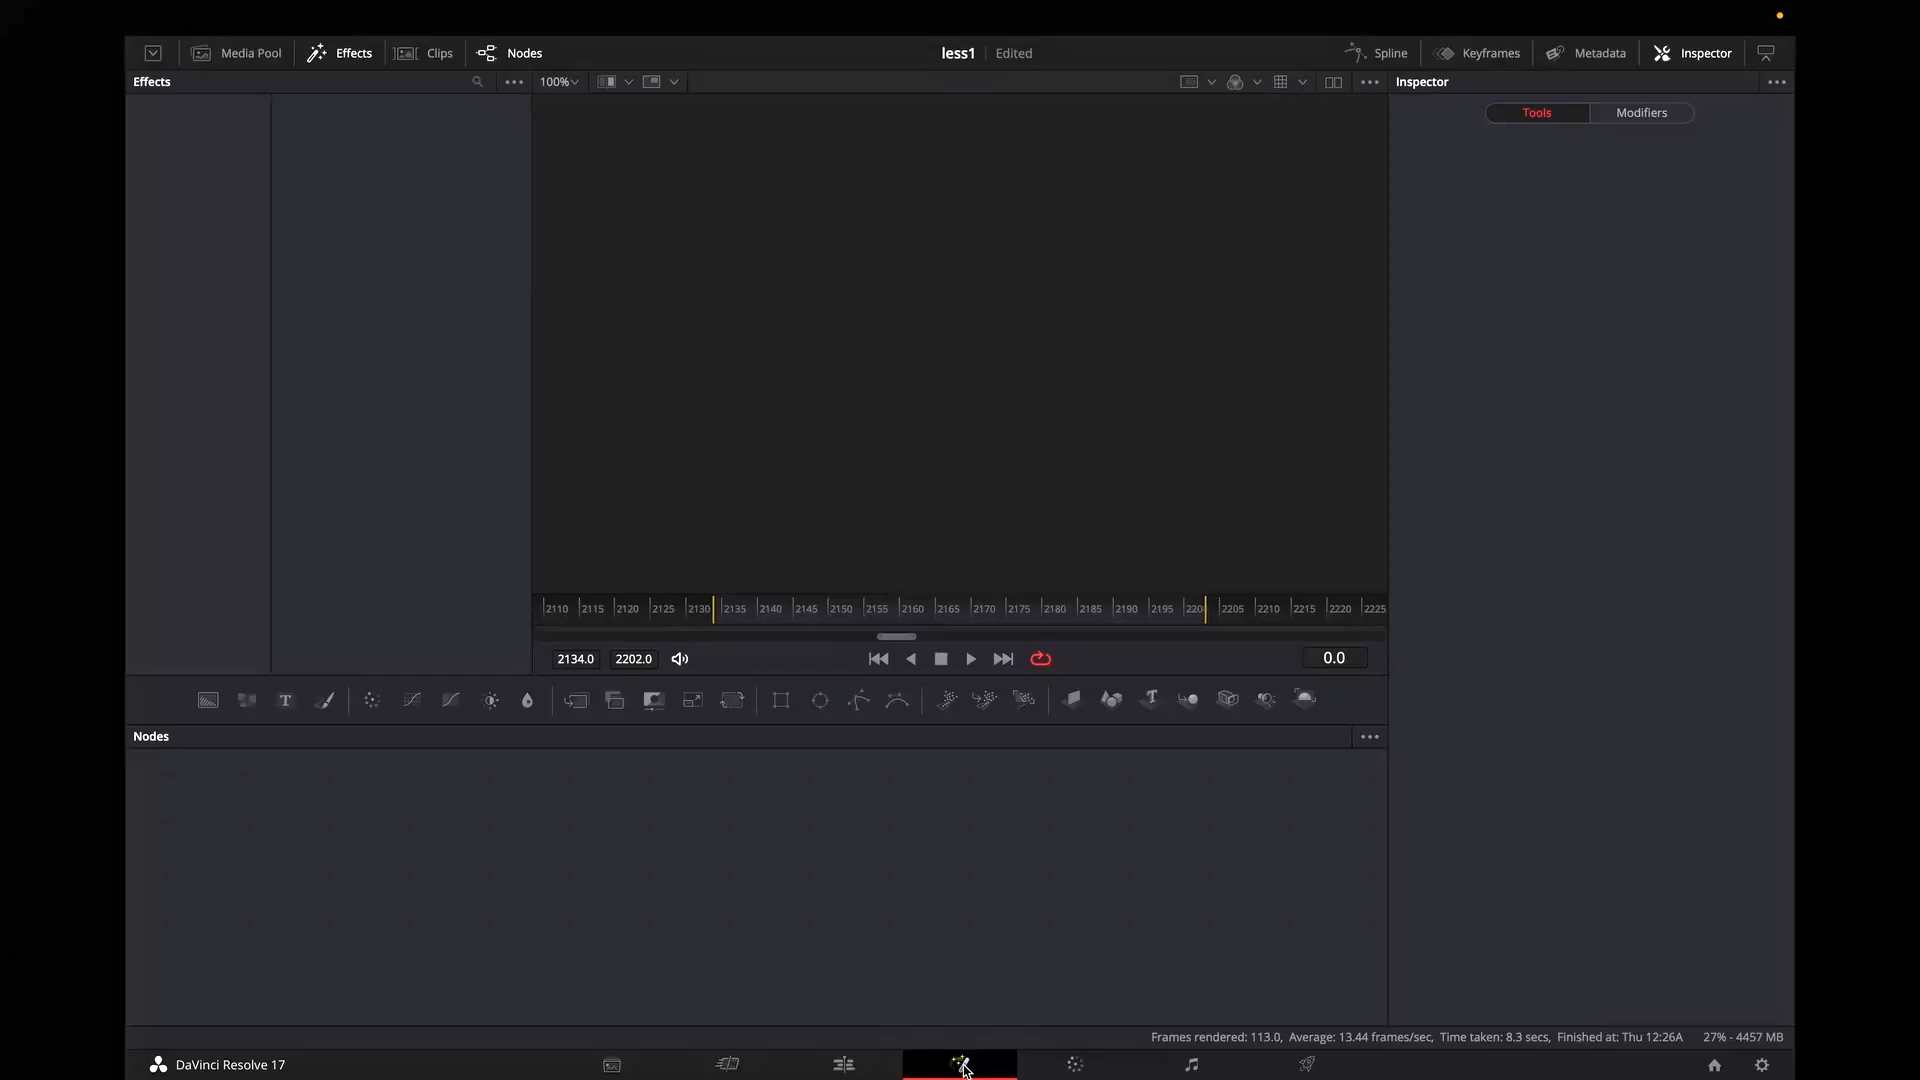 Media Pool Effects Clips Nodes less1 Edited Spline Keyframes Metadata Inspector
Effects 100% Inspector
Tools Modifiers
2110 2115 2120 2125 2130 2135 2140 2145 2150 2155 2160 2165 2170 2175 2180 2185 2190 2195 220 2205 2210 2215 2220 2225
2134.0 2202.0 0.0
T T
Nodes
Frames rendered: 113.0, Average: 13.44 frames/sec, Time taken: 8.3 secs, Finished at: Thu 12:26A 27% - 4457 MB
DaVinci Resolve 17